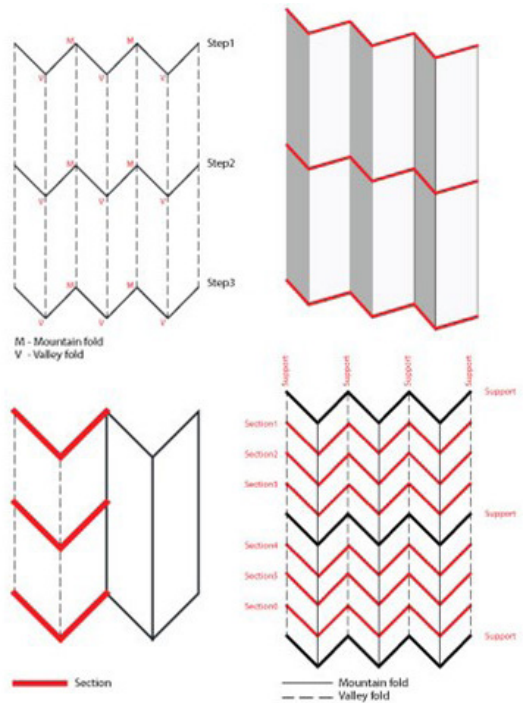 M M
Step1
V V V
M M
Step2
V V V
M M
Step3
V V V
M - Mountain fold
V - Valley fold
Section
Support Support Support Support
Support
Section1
Section2
Section3
Support
Section4
Section5
Section6
Support
Mountain fold
Valley fold